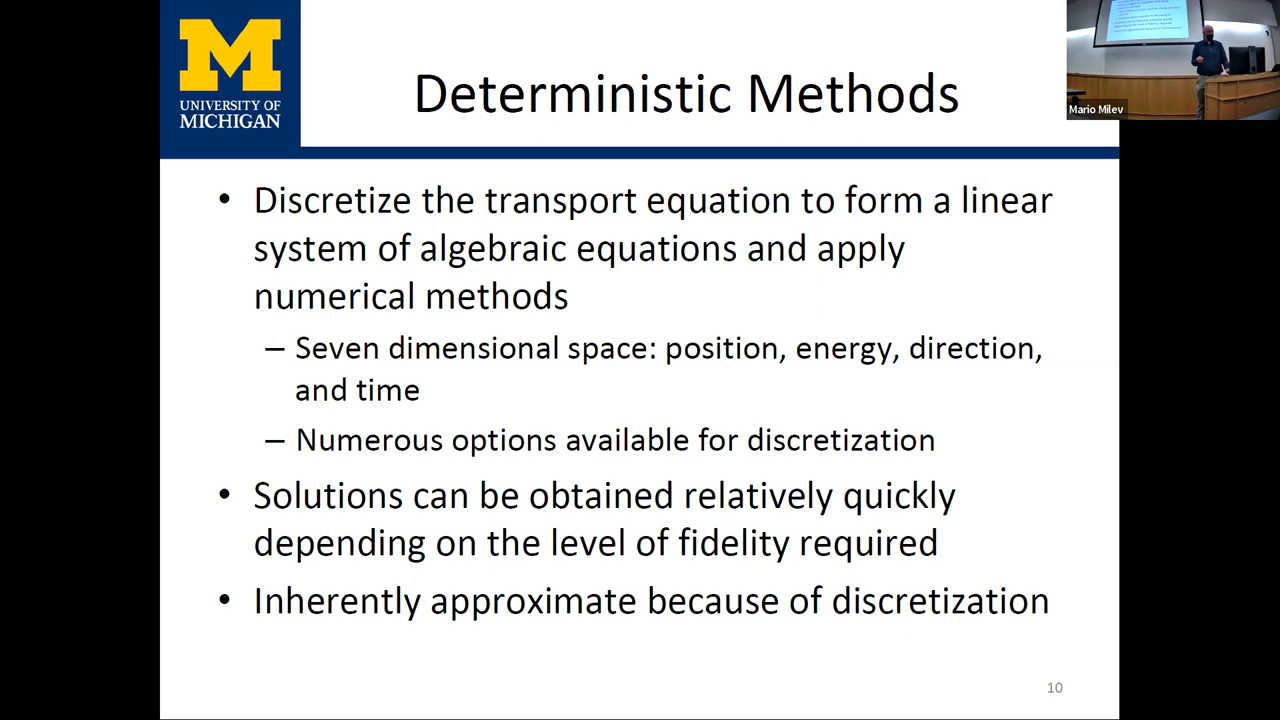 UNIVERSITY OF
MICHIGAN
Deterministic Methods
• Discretize the transport equation to form a linear
system of algebraic equations and apply
numerical methods
– Seven dimensional space: position, energy, direction,
and time
– Numerous options available for discretization
• Solutions can be obtained relatively quickly
depending on the level of fidelity required
• Inherently approximate because of discretization
10
Mario Milev